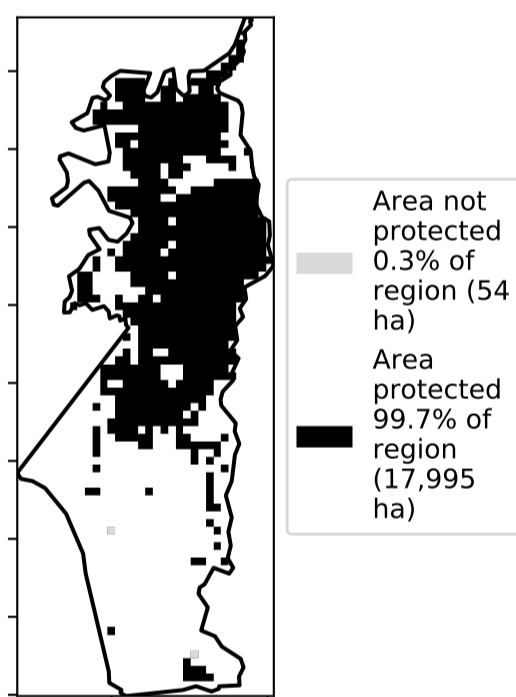 Area not
protected
0.3% of
region (54
ha)
Area
protected
99.7% of
region
(17,995
ha)